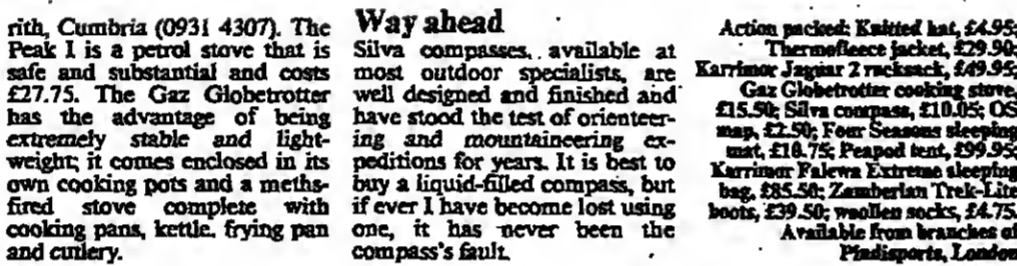 rith, Cumbria (0931 4307). The
Peak I is a petrol stove that is
safe and substantial and costs
£27.75. The Gaz Globetrotter
has the advantage of being
extremely stable and light-
weight; it comes enclosed in its
own cooking pots and a meths-
fired stove complete with
cooking pans, kettle, frying pan
and cutlery.
Way ahead
Silva compasses, available at
most outdoor specialists, are
well designed and finished and
have stood the test of orienteer-
ing and mountaineering ex-
peditions for years. It is best to
buy a liquid-filled compass, but
if ever I have become lost using
one, it has never been the
compass's fault.
Action packed: Knitted hat, £4.95;
Thermofleece jacket, £29.90;
Karrimor Jaguar 2 rucksack, £49.95;
Gaz Globetrotter cooking stove,
£15.50; Silva compass, £10.05; OS
map, £2.50; Four Seasons sleeping
mat, £10.75; Peapod tent, £99.95;
Karrimor Falewa Extreme sleeping
bag, £85.50; Zamberlan Trek-Lite
boots, £39.50; woollen socks, £4.75.
Available from branches of
Pindisports, London